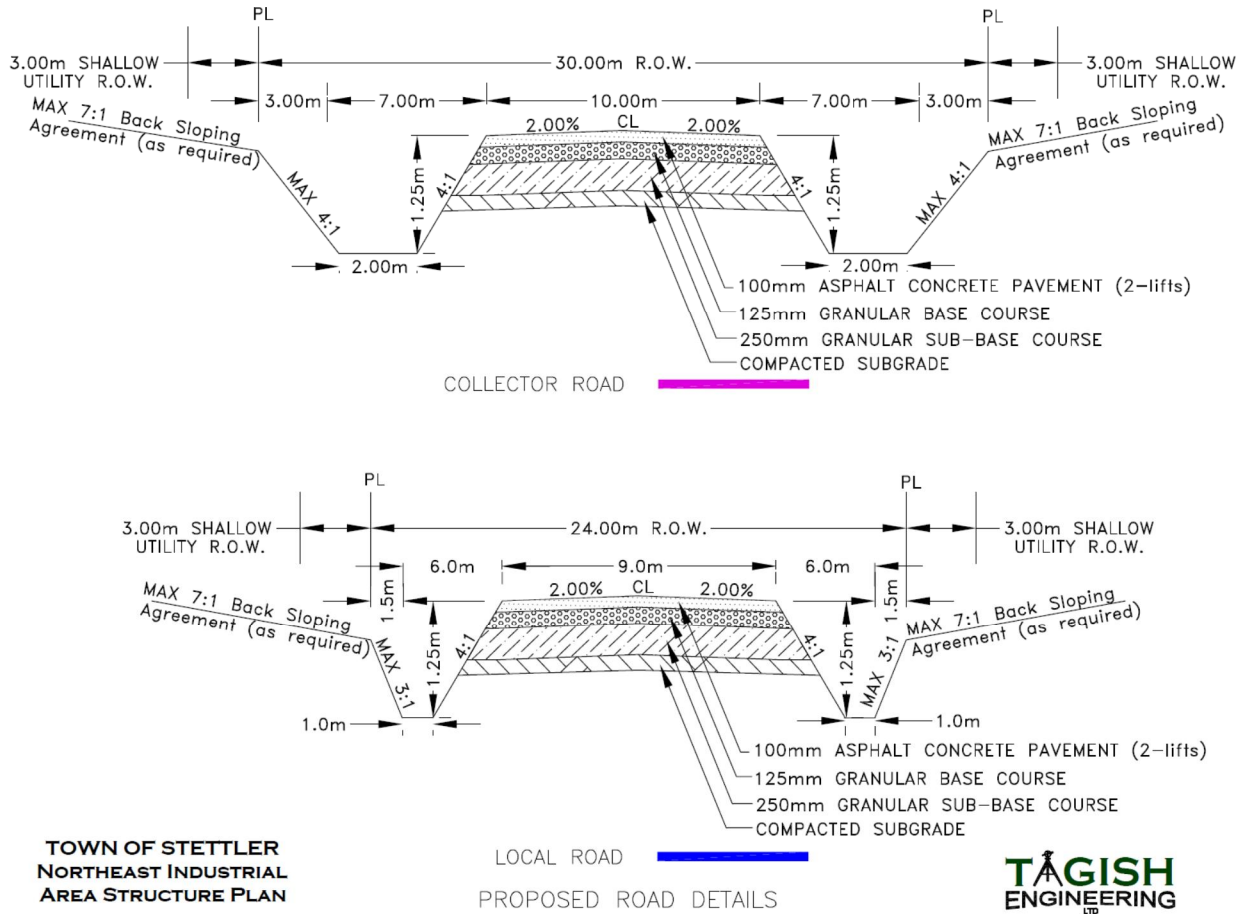 PL
PL
3.00m SHALLOW
UTILITY R.O.W.
30.00m R.O.W.
3.00m SHALLOW
UTILITY R.O.W.
3.00m
7.00m
10.00m
7.00m
3.00m
MAX 7:1 Back Sloping
Agreement (as required)
2.00%
CL
2.00%
MAX 7:1 Back Sloping
Agreement (as required)
MAX 4:1
1.25m
4:1
4:1
1.25m
MAX 4:1
2.00m
2.00m
100mm ASPHALT CONCRETE PAVEMENT (2-lifts)
125mm GRANULAR BASE COURSE
250mm GRANULAR SUB-BASE COURSE
COMPACTED SUBGRADE
COLLECTOR ROAD
PL
PL
3.00m SHALLOW
UTILITY R.O.W.
24.00m R.O.W.
3.00m SHALLOW
UTILITY R.O.W.
6.0m
9.0m
6.0m
MAX 7:1 Back Sloping
Agreement (as required)
1.5m
2.00%
CL
2.00%
1.5m
MAX 7:1 Back Sloping
Agreement (as required)
MAX 3:1
1.25m
4:1
4:1
1.25m
MAX 3:1
1.0m
1.0m
100mm ASPHALT CONCRETE PAVEMENT (2-lifts)
125mm GRANULAR BASE COURSE
250mm GRANULAR SUB-BASE COURSE
COMPACTED SUBGRADE
LOCAL ROAD
PROPOSED ROAD DETAILS
TOWN OF STETTLER
NORTHEAST INDUSTRIAL
AREA STRUCTURE PLAN
TAGISH
ENGINEERING
LTD